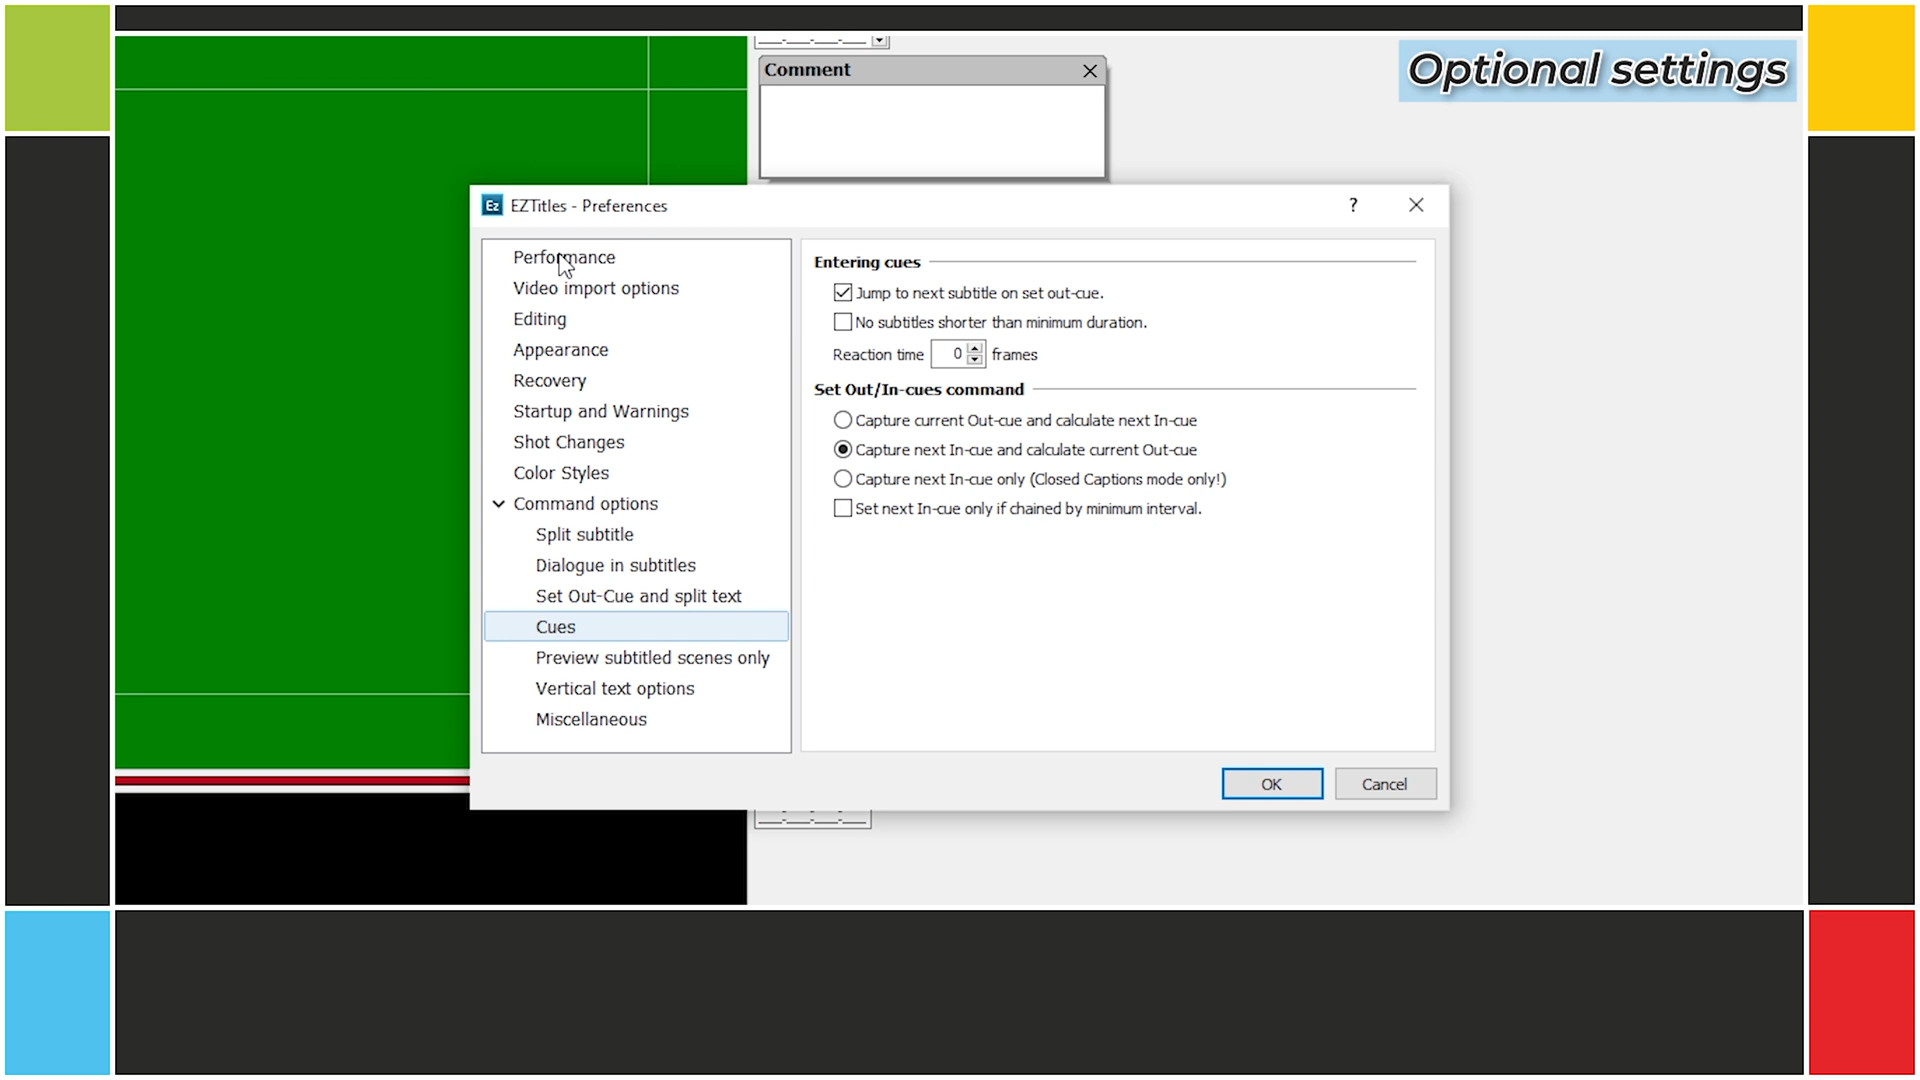 Optional settings
Comment
Ez EZTitles - Preferences
?
Performance
Video import options
Editing
Appearance
Recovery
Startup and Warnings
Shot Changes
Color Styles
Command options
Split subtitle
Dialogue in subtitles
Set Out-Cue and split text
Cues
Preview subtitled scenes only
Vertical text options
Miscellaneous
Entering cues
Jump to next subtitle on set out-cue.
No subtitles shorter than minimum duration.
Reaction time 0 frames
Set Out/In-cues command
Capture current Out-cue and calculate next In-cue
Capture next In-cue and calculate current Out-cue
Capture next In-cue only (Closed Captions mode only!)
Set next In-cue only if chained by minimum interval.
OK
Cancel